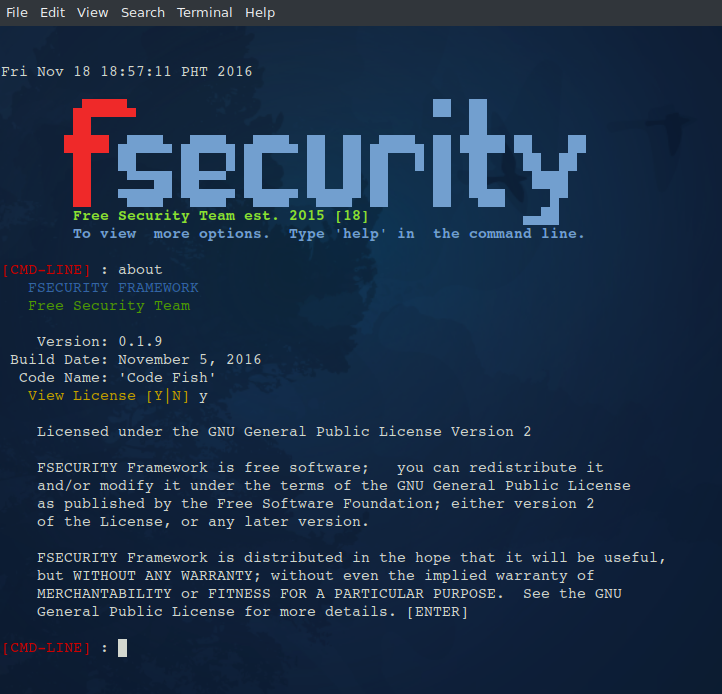 File Edit View Search Terminal Help
Fri Nov 18 18:57:11 PHT 2016
fsecurity
Free Security Team est. 2015 [18]
To view  more options.  Type 'help' in  the command line.
[CMD-LINE] : about
FSECURITY FRAMEWORK
Free Security Team
Version: 0.1.9
Build Date: November 5, 2016
Code Name: 'Code Fish'
View License [Y|N] y
Licensed under the GNU General Public License Version 2
FSECURITY Framework is free software;   you can redistribute it
and/or modify it under the terms of the GNU General Public License
as published by the Free Software Foundation; either version 2
of the License, or any later version.
FSECURITY Framework is distributed in the hope that it will be useful,
but WITHOUT ANY WARRANTY; without even the implied warranty of
MERCHANTABILITY or FITNESS FOR A PARTICULAR PURPOSE.  See the GNU
General Public License for more details. [ENTER]
[CMD-LINE] :